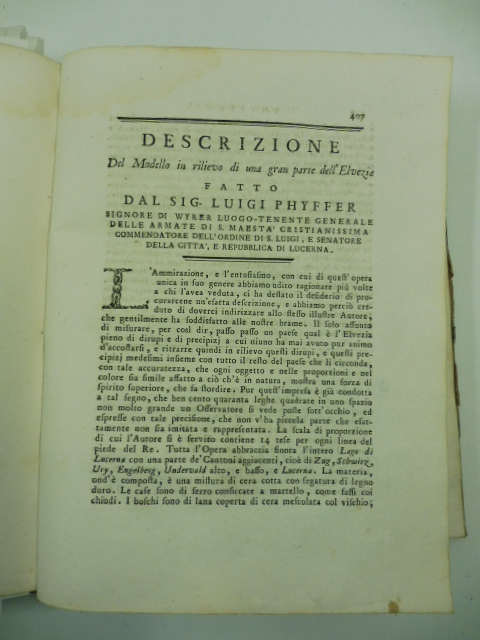 407
DESCRIZIONE
Del Modello in rilievo di una gran parte dell'Elvezia
FATTO
DAL SIG. LUIGI PHYFFER
SIGNORE DI WYRER LUOGO-TENENTE GENERALE
DELLE ARMATE DI S. MAESTA' CRISTIANISSIMA
COMMENDATORE DELL'ORDINE DI S. LUIGI, E SENATORE
DELLA CITTA', E REPUBBLICA DI LUCERNA.
L'Ammirazione, e l'entusiasmo, con cui di quest'opera
unica in suo genere abbiamo udito ragionare più volte
a chi l'avea veduta, ci ha destato il desiderio di pro-
curarcene un'esatta descrizione, e abbiamo perciò cre-
duto di doverci indirizzare allo stesso illustre Autore,
che gentilmente ha soddisfatto alle nostre brame. Il solo assunto
di misurare, per così dir, passo passo un paese qual è l'Elvezia
pieno di dirupi e di precipizj a cui niuno ha mai avuto pur animo
d'accostarsi, e ritrarre quindi in rilievo questi dirupi, e questi pre-
cipizj medesimi insieme con tutto il resto del paese che li circonda,
con tale accuratezza, che ogni oggetto e nelle proporzioni e nel
colore sia simile affatto a ciò ch'è in natura, mostra una forza di
spirito superiore, che fa stordire. Pur quest'impresa è già condotta
a tal segno, che ben cento quaranta leghe quadrate in uno spazio
non molto grande un Osservatore si vede poste sott'occhio, ed
espresse con tale precisione, che non v'ha piccola parte che esat-
tamente non sia imitata e rappresentata. La scala di proporzione
di cui l'Autore si è servito contiene 14 tese per ogni linea del
piede del Re. Tutta l'Opera abbraccia finora l'intero Lago di
Lucerna con una parte de' Cantoni aggiacenti, cioè di Zug, Schwitz,
Ury, Engelberg, Undervald alto, e basso, e Lucerna. La materia,
ond'è composta, è una mistura di cera cotta con segatura di legno
duro. Le case sono di ferro conficcate a martello, come fassi coi
chiodi. I boschi sono di lana coperta di cera mescolata col vischio;